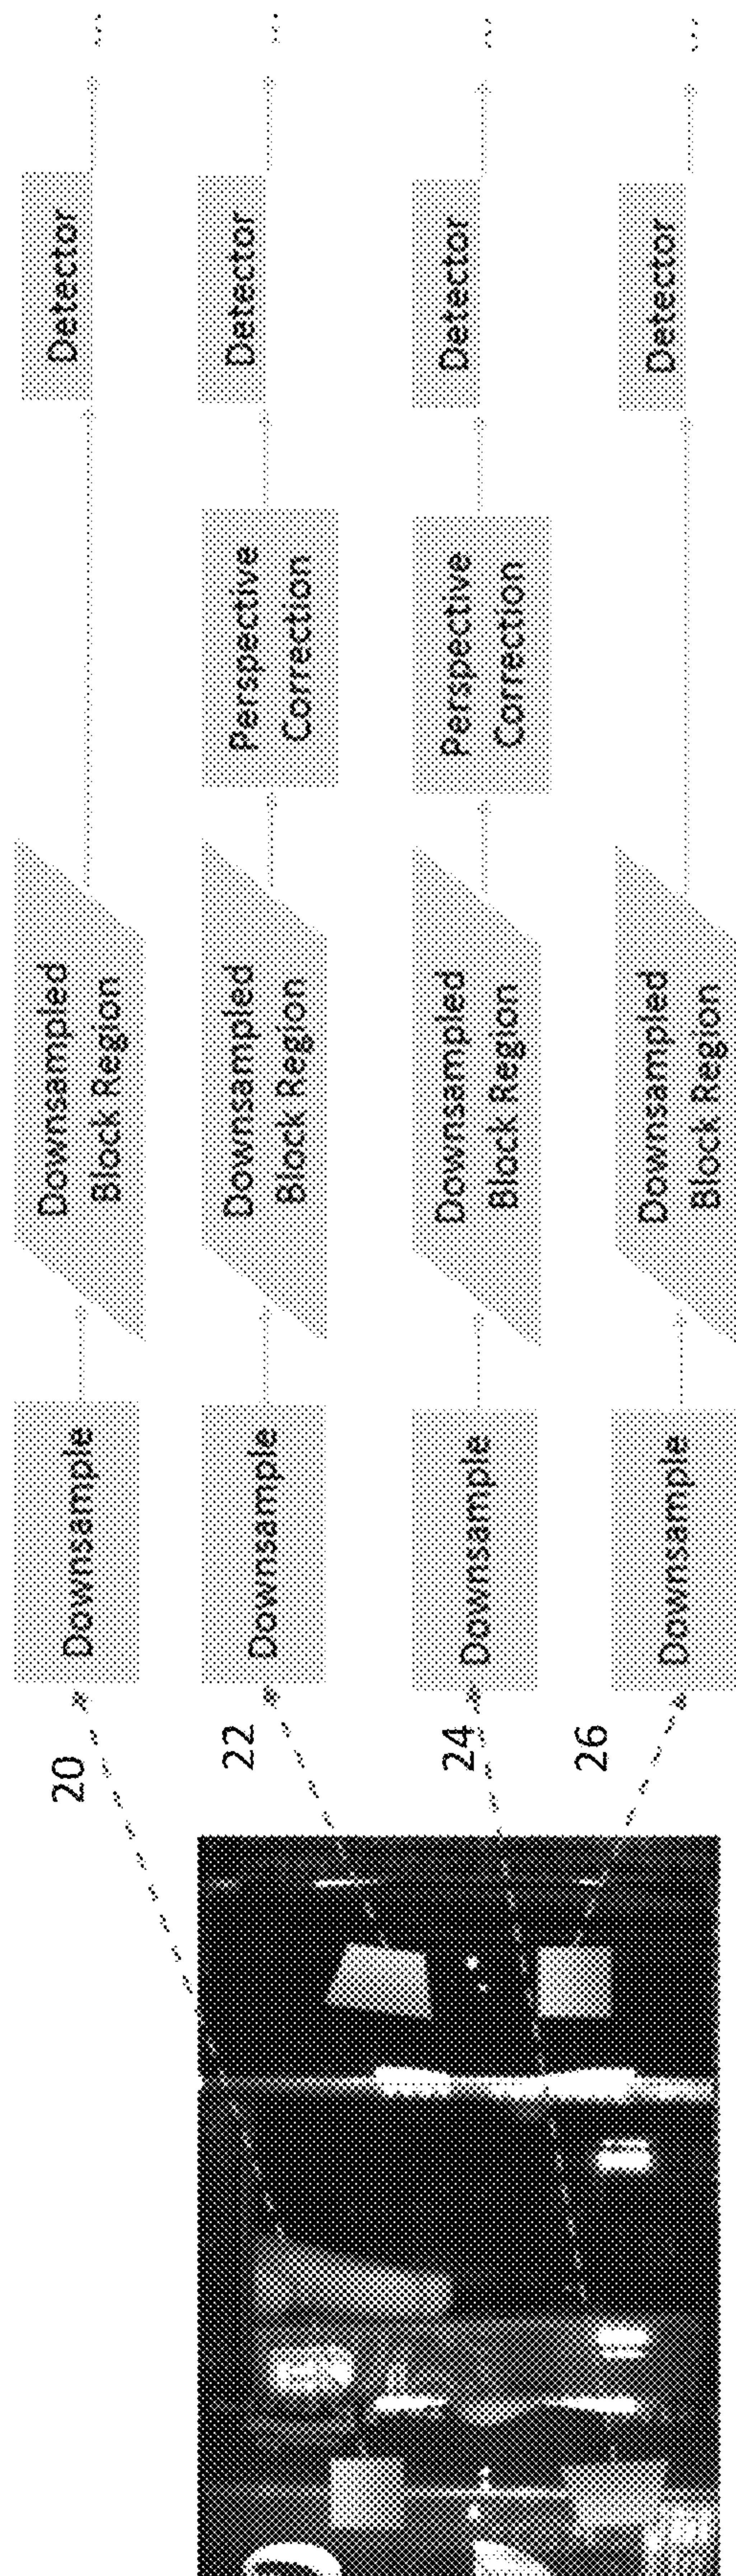 20
Downsample
Downsampled
Block Region
Detector
...
22
Downsample
Downsampled
Block Region
Perspective
Correction
Detector
...
24
Downsample
Downsampled
Block Region
Perspective
Correction
Detector
...
26
Downsample
Downsampled
Block Region
Detector
...